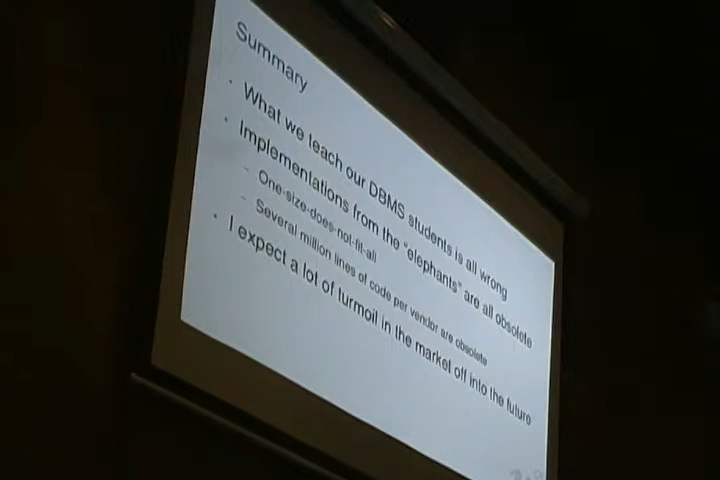 Summary
• What we teach our DBMS students is all wrong
• Implementations from the "elephants" are all obsolete
– One-size-does-not-fit-all
– Several million lines of code per vendor are obsolete
• I expect a lot of turmoil in the market off into the future